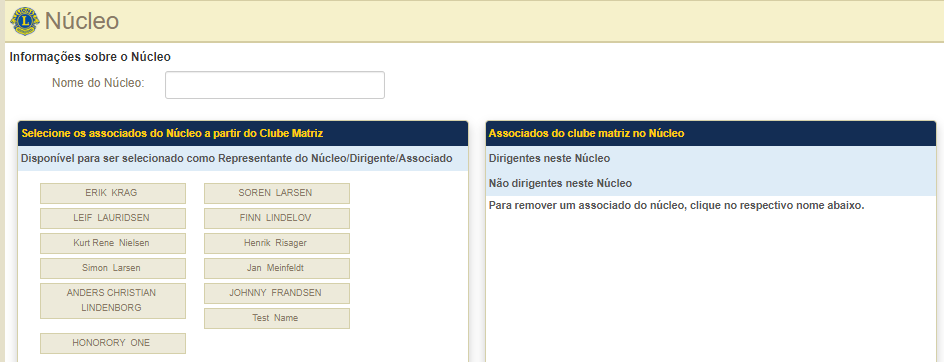 Núcleo
Informações sobre o Núcleo
Nome do Núcleo:
Selecione os associados do Núcleo a partir do Clube Matriz
Disponível para ser selecionado como Representante do Núcleo/Dirigente/Associado
ERIK KRAG
SOREN LARSEN
LEIF LAURIDSEN
FINN LINDELOV
Kurt Rene Nielsen
Henrik Risager
Simon Larsen
Jan Meinfeldt
ANDERS CHRISTIAN
LINDENBORG
JOHNNY FRANDSEN
Test Name
HONORORY ONE
Associados do clube matriz no Núcleo
Dirigentes neste Núcleo
Não dirigentes neste Núcleo
Para remover um associado do núcleo, clique no respectivo nome abaixo.